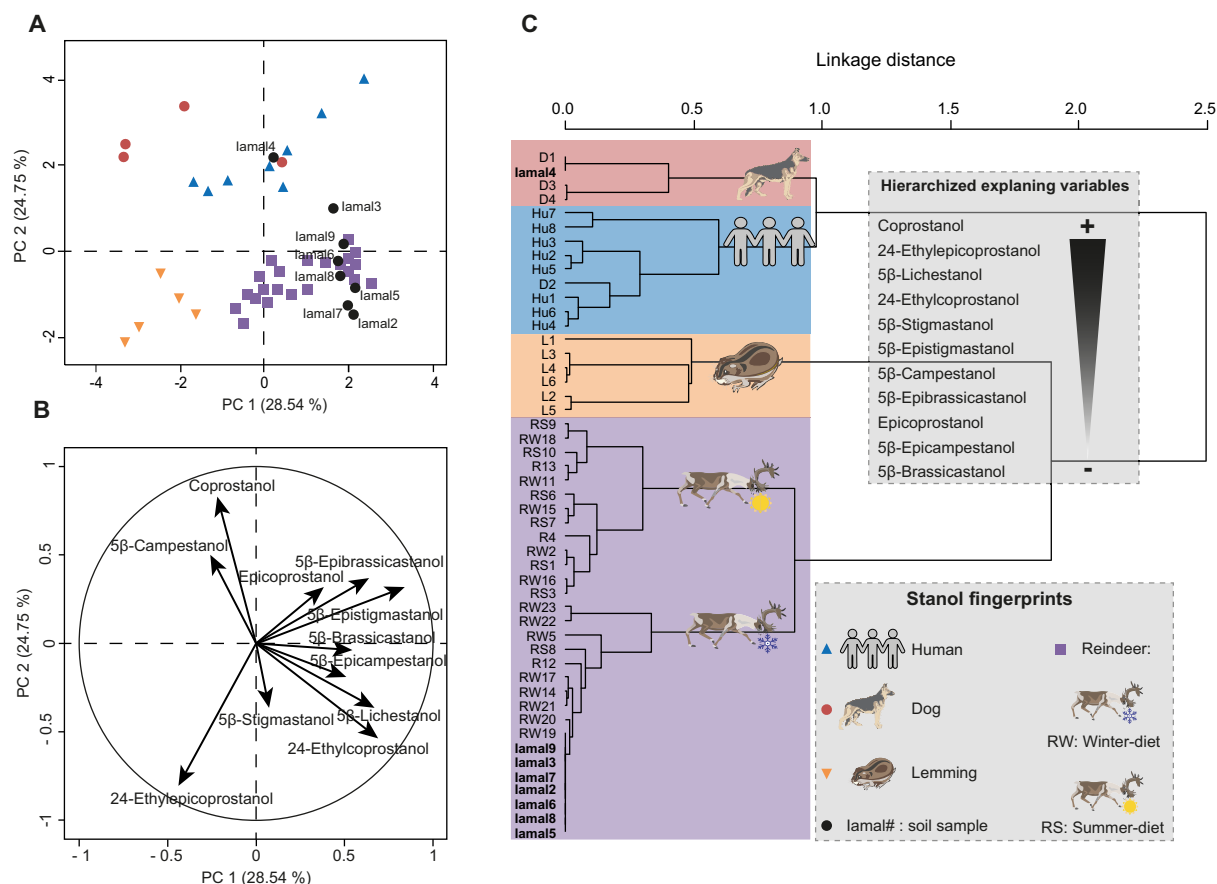 A
4
2
0
-2
-4
-2
0
2
4
PC 2 (24.75 %)
PC 1 (28.54 %)
Iamal4
Iamal3
Iamal9
Iamal6
Iamal8
Iamal5
Iamal7
Iamal2
B
1
0.5
0
-0.5
-1
- 1
-0.5
0
0.5
1
PC 2 (24.75 %)
PC 1 (28.54 %)
Coprostanol
5β-Campestanol
5β-Epibrassicastanol
Epicoprostanol
5β-Epistigmastanol
5β-Brassicastanol
5β-Epicampestanol
5β-Stigmastanol
5β-Lichestanol
24-Ethylcoprostanol
24-Ethylepicoprostanol
C
Linkage distance
0.0
0.5
1.0
1.5
2.0
2.5
D1
Iamal4
D3
D4
Hu7
Hu8
Hu3
Hu2
Hu5
D2
Hu1
Hu6
Hu4
L1
L3
L4
L6
L2
L5
RS9
RW18
RS10
R13
RW11
RS6
RW15
RS7
R4
RW2
RS1
RW16
RS3
RW23
RW22
RW5
RS8
R12
RW17
RW14
RW21
RW20
RW19
Iamal9
Iamal3
Iamal7
Iamal2
Iamal6
Iamal8
Iamal5
Hierarchized explaning variables
Coprostanol
24-Ethylepicoprostanol
5β-Lichestanol
24-Ethylcoprostanol
5β-Stigmastanol
5β-Epistigmastanol
5β-Campestanol
5β-Epibrassicastanol
Epicoprostanol
5β-Epicampestanol
5β-Brassicastanol
+
-
Stanol fingerprints
Human
Dog
Lemming
Iamal# : soil sample
Reindeer:
RW: Winter-diet
RS: Summer-diet